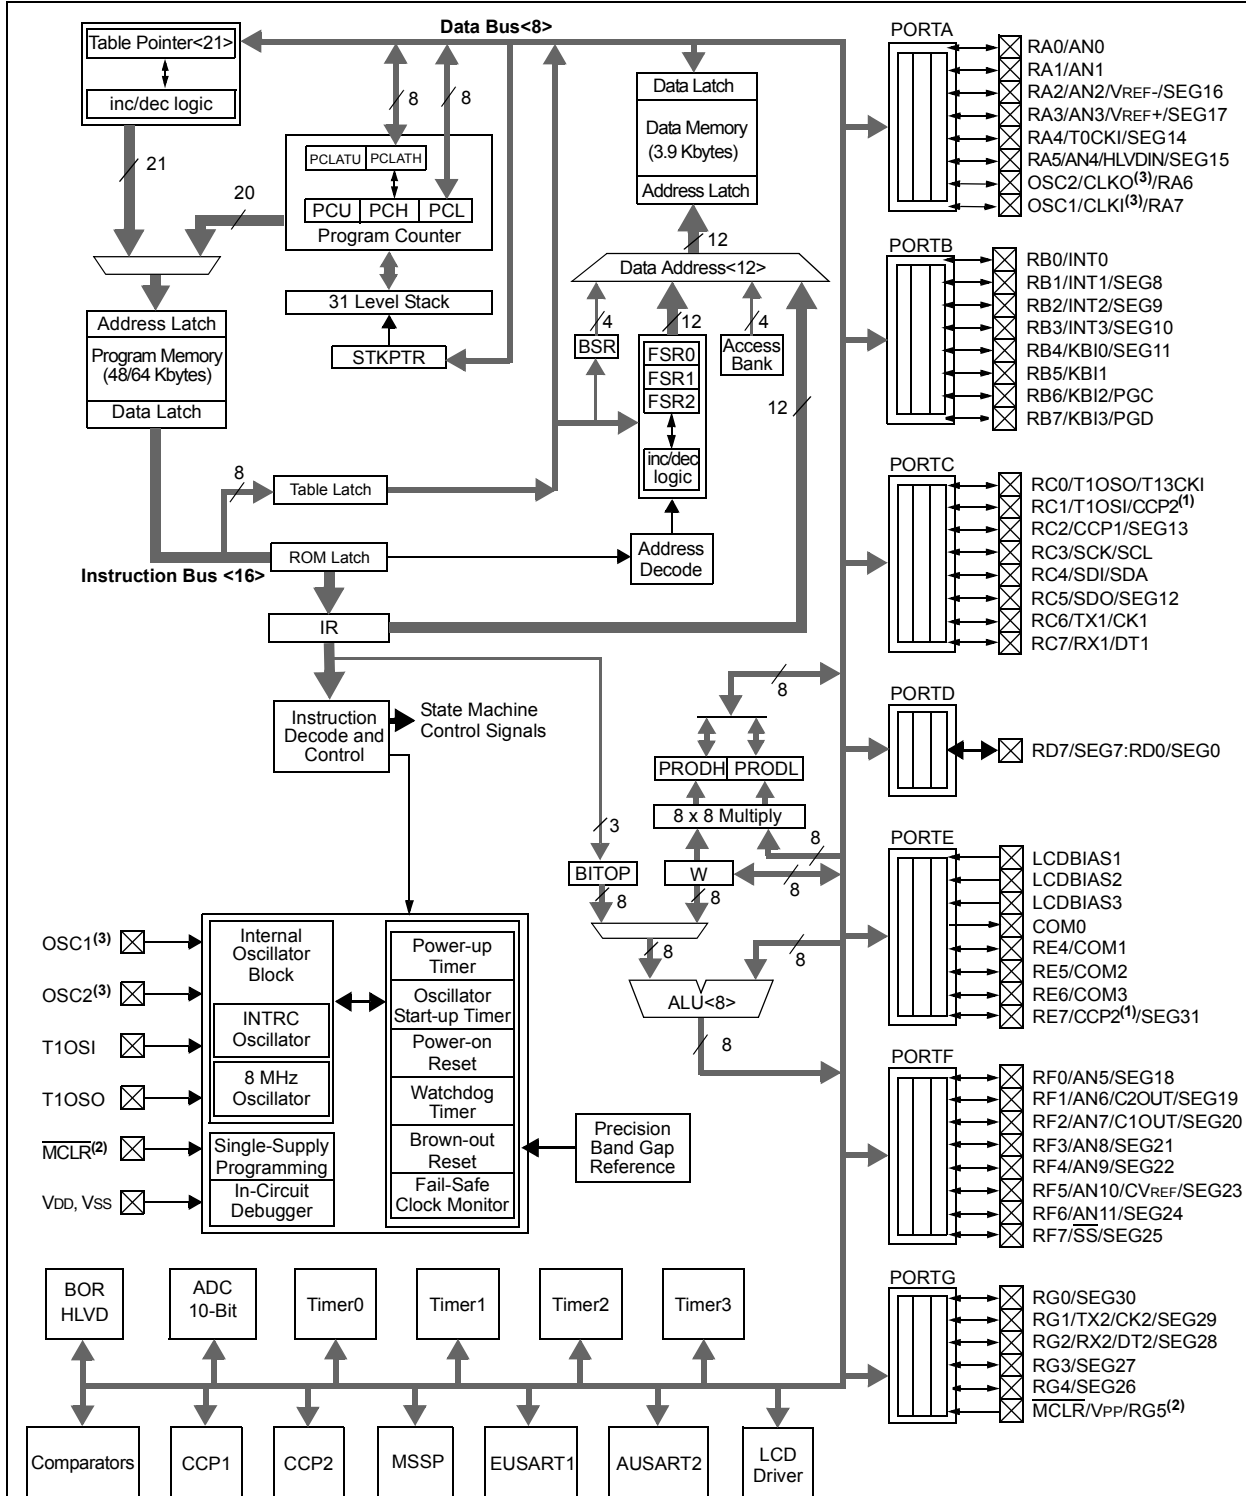 Data Bus<8>
Table Pointer<21>
inc/dec logic
21
20
8
8
PCLATU
PCLATH
PCU
PCH
PCL
Program Counter
31 Level Stack
STKPTR
Address Latch
Program Memory
(48/64 Kbytes)
Data Latch
8
Table Latch
ROM Latch
Instruction Bus <16>
IR
Data Latch
Data Memory
(3.9 Kbytes)
Address Latch
12
Data Address<12>
4
12
4
BSR
FSR0
FSR1
FSR2
inc/dec
logic
Access
Bank
12
Address
Decode
Instruction
Decode and
Control
State Machine
Control Signals
8
PRODH
PRODL
8 x 8 Multiply
3
8
BITOP
W
8
8
8
8
8
ALU<8>
8
OSC1(3)
OSC2(3)
T1OSI
T1OSO
MCLR(2)
VDD, VSS
Internal
Oscillator
Block
INTRC
Oscillator
8 MHz
Oscillator
Single-Supply
Programming
In-Circuit
Debugger
Power-up
Timer
Oscillator
Start-up Timer
Power-on
Reset
Watchdog
Timer
Brown-out
Reset
Fail-Safe
Clock Monitor
Precision
Band Gap
Reference
BOR
HLVD
ADC
10-Bit
Timer0
Timer1
Timer2
Timer3
Comparators
CCP1
CCP2
MSSP
EUSART1
AUSART2
LCD
Driver
PORTA
RA0/AN0
RA1/AN1
RA2/AN2/VREF-/SEG16
RA3/AN3/VREF+/SEG17
RA4/T0CKI/SEG14
RA5/AN4/HLVDIN/SEG15
OSC2/CLKO(3)/RA6
OSC1/CLKI(3)/RA7
PORTB
RB0/INT0
RB1/INT1/SEG8
RB2/INT2/SEG9
RB3/INT3/SEG10
RB4/KBI0/SEG11
RB5/KBI1
RB6/KBI2/PGC
RB7/KBI3/PGD
PORTC
RC0/T1OSO/T13CKI
RC1/T1OSI/CCP2(1)
RC2/CCP1/SEG13
RC3/SCK/SCL
RC4/SDI/SDA
RC5/SDO/SEG12
RC6/TX1/CK1
RC7/RX1/DT1
PORTD
RD7/SEG7:RD0/SEG0
PORTE
LCDBIAS1
LCDBIAS2
LCDBIAS3
COM0
RE4/COM1
RE5/COM2
RE6/COM3
RE7/CCP2(1)/SEG31
PORTF
RF0/AN5/SEG18
RF1/AN6/C2OUT/SEG19
RF2/AN7/C1OUT/SEG20
RF3/AN8/SEG21
RF4/AN9/SEG22
RF5/AN10/CVREF/SEG23
RF6/AN11/SEG24
RF7/SS/SEG25
PORTG
RG0/SEG30
RG1/TX2/CK2/SEG29
RG2/RX2/DT2/SEG28
RG3/SEG27
RG4/SEG26
MCLR/VPP/RG5(2)